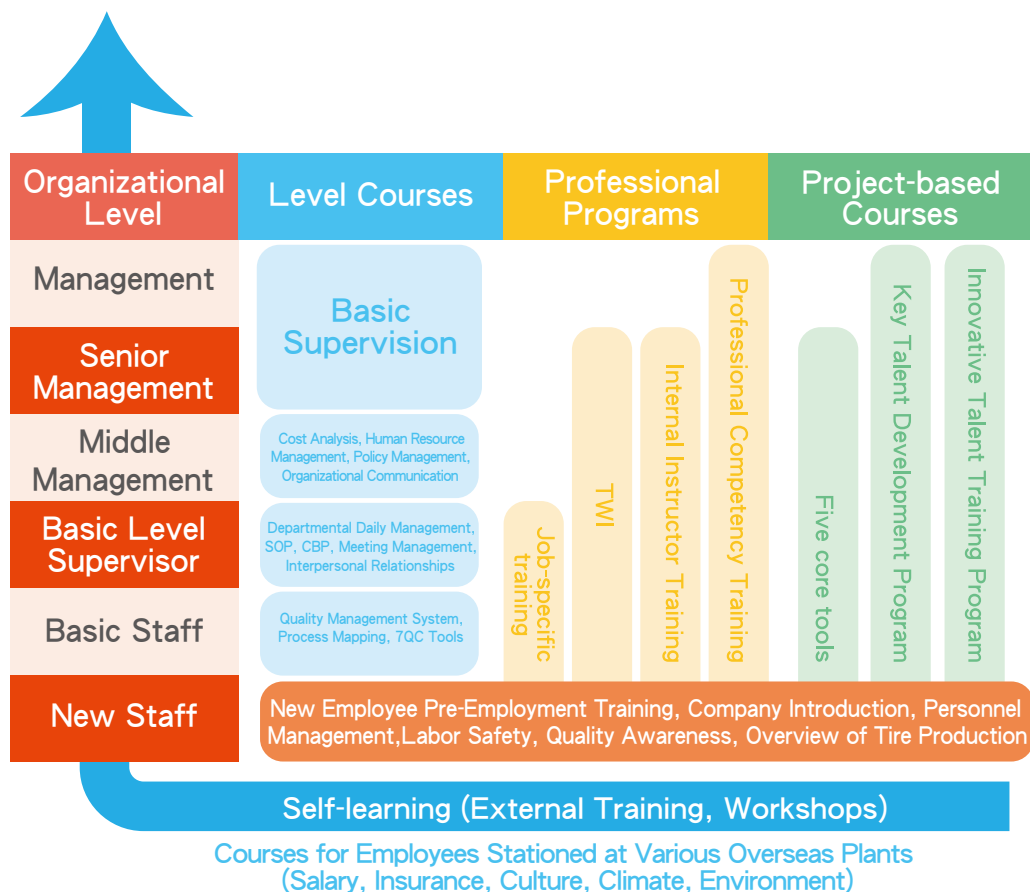 Organizational
Level
Level Courses
Professional
Programs
Project-based
Courses
Management
Senior
Management
Middle
Management
Basic Level
Supervisor
Basic Staff
New Staff
Basic
Supervision
Cost Analysis, Human Resource
Management, Policy Management,
Organizational Communication
Departmental Daily Management,
SOP, CBP, Meeting Management,
Interpersonal Relationships
Quality Management System,
Process Mapping, 7QC Tools
Job-specific
training
TWI
Internal Instructor Training
Professional Competency Training
Five core tools
Key Talent Development Program
Innovative Talent Training Program
New Employee Pre-Employment Training, Company Introduction, Personnel
Management,Labor Safety, Quality Awareness, Overview of Tire Production
Self-learning (External Training, Workshops)
Courses for Employees Stationed at Various Overseas Plants
(Salary, Insurance, Culture, Climate, Environment)